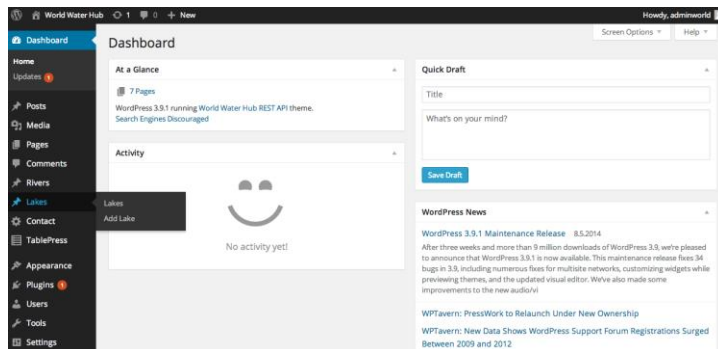 World Water Hub 1 0 + New Howdy, adminworld
Dashboard
Home
Updates 1
Posts
Media
Pages
Comments
Rivers
Lakes
Contact
TablePress
Appearance
Plugins 1
Users
Tools
Settings
Lakes
Add Lake
Screen Options Help
Dashboard
At a Glance
7 Pages
WordPress 3.9.1 running World Water Hub REST API theme.
Search Engines Discouraged
Activity
No activity yet!
Quick Draft
Title
What's on your mind?
Save Draft
WordPress News
WordPress 3.9.1 Maintenance Release 8.5.2014
After three weeks and more than 9 million downloads of WordPress 3.9, we're pleased
to announce that WordPress 3.9.1 is now available. This maintenance release fixes 34
bugs in 3.9, including numerous fixes for multisite networks, customizing widgets while
previewing themes, and the updated visual editor. We've also made some
improvements to the new audio/vi
WPTavern: PressWork to Relaunch Under New Ownership
WPTavern: New Data Shows WordPress Support Forum Registrations Surged
Between 2009 and 2012